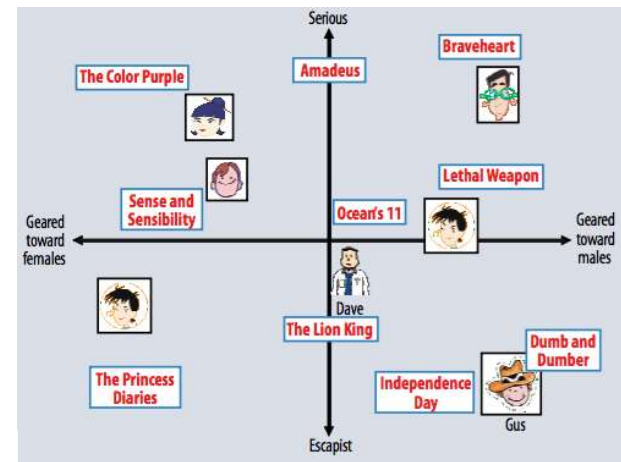 Serious
Braveheart
Amadeus
The Color Purple
Lethal Weapon
Sense and
Sensibility
Ocean's 11
Geared
toward
females
Geared
toward
males
Dave
The Lion King
Dumb and
Dumber
The Princess
Diaries
Independence
Day
Gus
Escapist